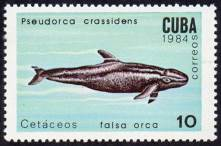 Pseudorca crassidens
CUBA
1984
correos
Cetáceos
falsa orca
10